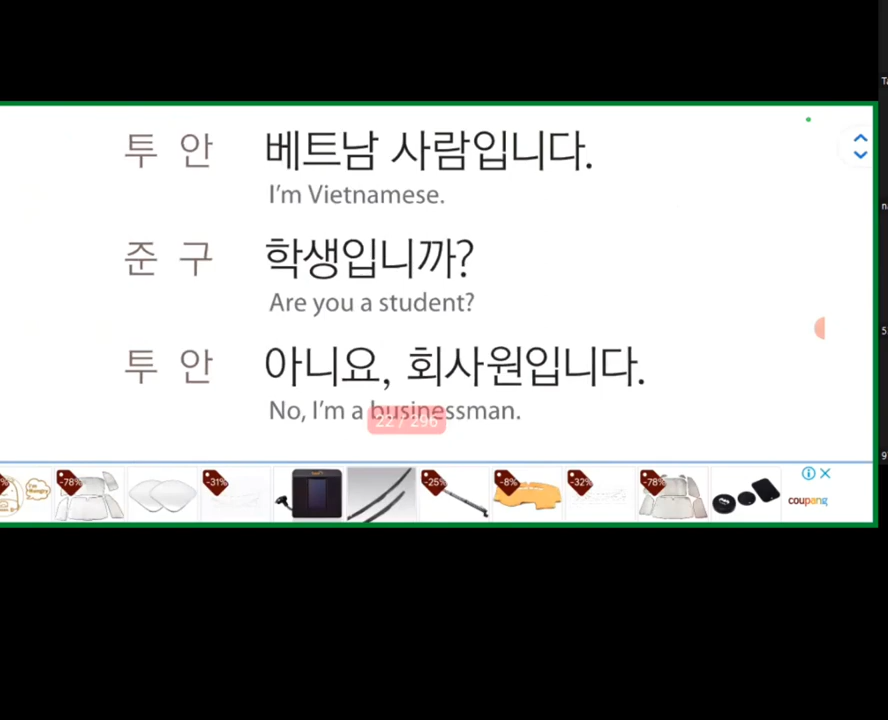 투 안 베트남 사람입니다.
I'm Vietnamese.
준 구 학생입니까?
Are you a student?
투 안 아니요, 회사원입니다.
No, I'm a businessman.
22 / 296
-78%
-31%
-25%
-8%
-32%
-78%
coupang